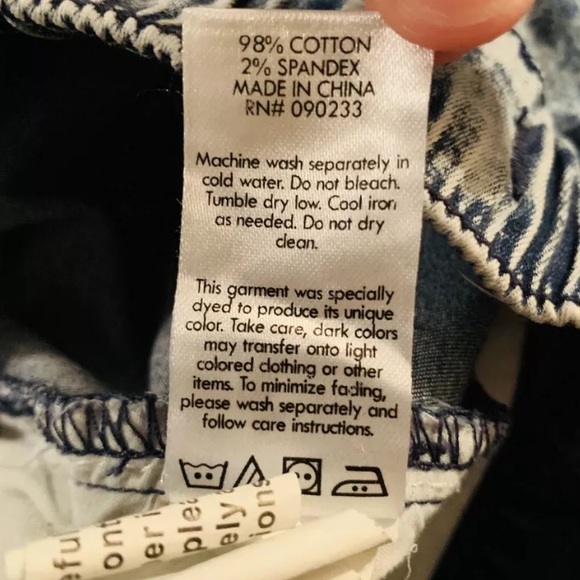 98% COTTON
2% SPANDEX
MADE IN CHINA
RN# 090233
Machine wash separately in
cold water. Do not bleach.
Tumble dry low. Cool iron
as needed. Do not dry
clean.
This garment was specially
dyed to produce its unique
color. Take care, dark colors
may transfer onto light
colored clothing or other
items. To minimize fading,
please wash separately and
follow care instructions.